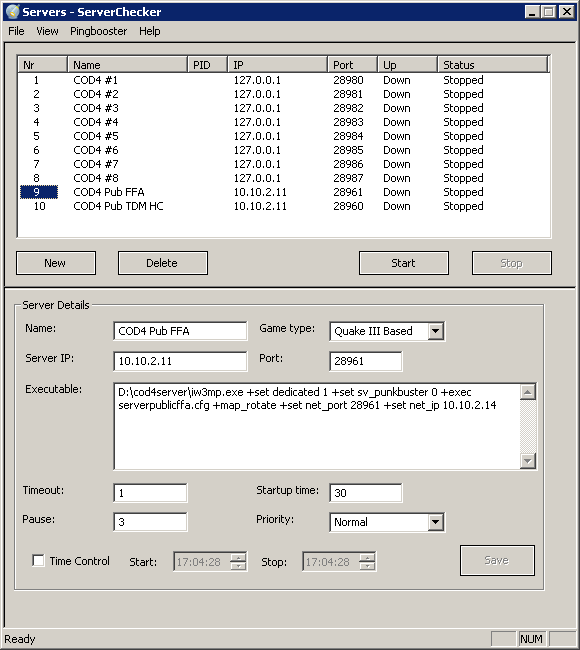 Servers - ServerChecker
File View Pingbooster Help
Nr Name PID IP Port Up Status
1 COD4 #1 127.0.0.1 28980 Down Stopped
2 COD4 #2 127.0.0.1 28981 Down Stopped
3 COD4 #3 127.0.0.1 28982 Down Stopped
4 COD4 #4 127.0.0.1 28983 Down Stopped
5 COD4 #5 127.0.0.1 28984 Down Stopped
6 COD4 #6 127.0.0.1 28985 Down Stopped
7 COD4 #7 127.0.0.1 28986 Down Stopped
8 COD4 #8 127.0.0.1 28987 Down Stopped
9 COD4 Pub FFA 10.10.2.11 28961 Down Stopped
10 COD4 Pub TDM HC 10.10.2.11 28960 Down Stopped
New Delete Start Stop
Server Details
Name: COD4 Pub FFA Game type: Quake III Based
Server IP: 10.10.2.11 Port: 28961
Executable: D:\cod4server\iw3mp.exe +set dedicated 1 +set sv_punkbuster 0 +exec
serverpublicffa.cfg +map_rotate +set net_port 28961 +set net_ip 10.10.2.14
Timeout: 1 Startup time: 30
Pause: 3 Priority: Normal
Time Control Start: 17:04:28 Stop: 17:04:28 Save
Ready NUM